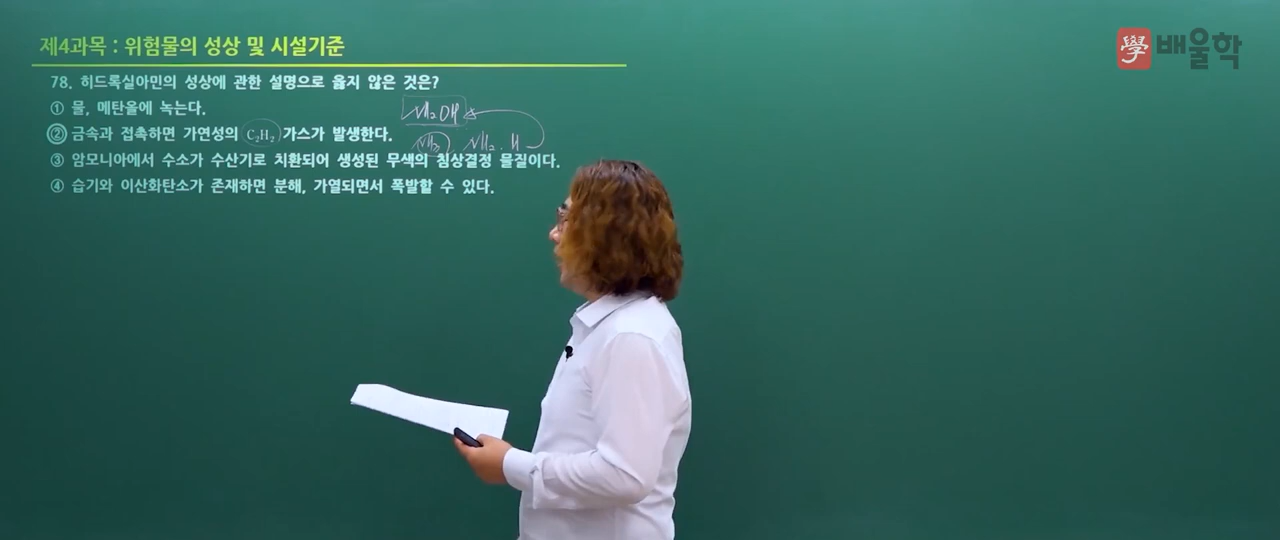 제4과목 : 위험물의 성상 및 시설기준
學 배울학
78. 히드록실아민의 성상에 관한 설명으로 옳지 않은 것은?
① 물, 메탄올에 녹는다.
NH₂OH
② 금속과 접촉하면 가연성의 C₂H₂ 가스가 발생한다.
NH₃ NH₂ · H
③ 암모니아에서 수소가 수산기로 치환되어 생성된 무색의 침상결정 물질이다.
④ 습기와 이산화탄소가 존재하면 분해, 가열되면서 폭발할 수 있다.